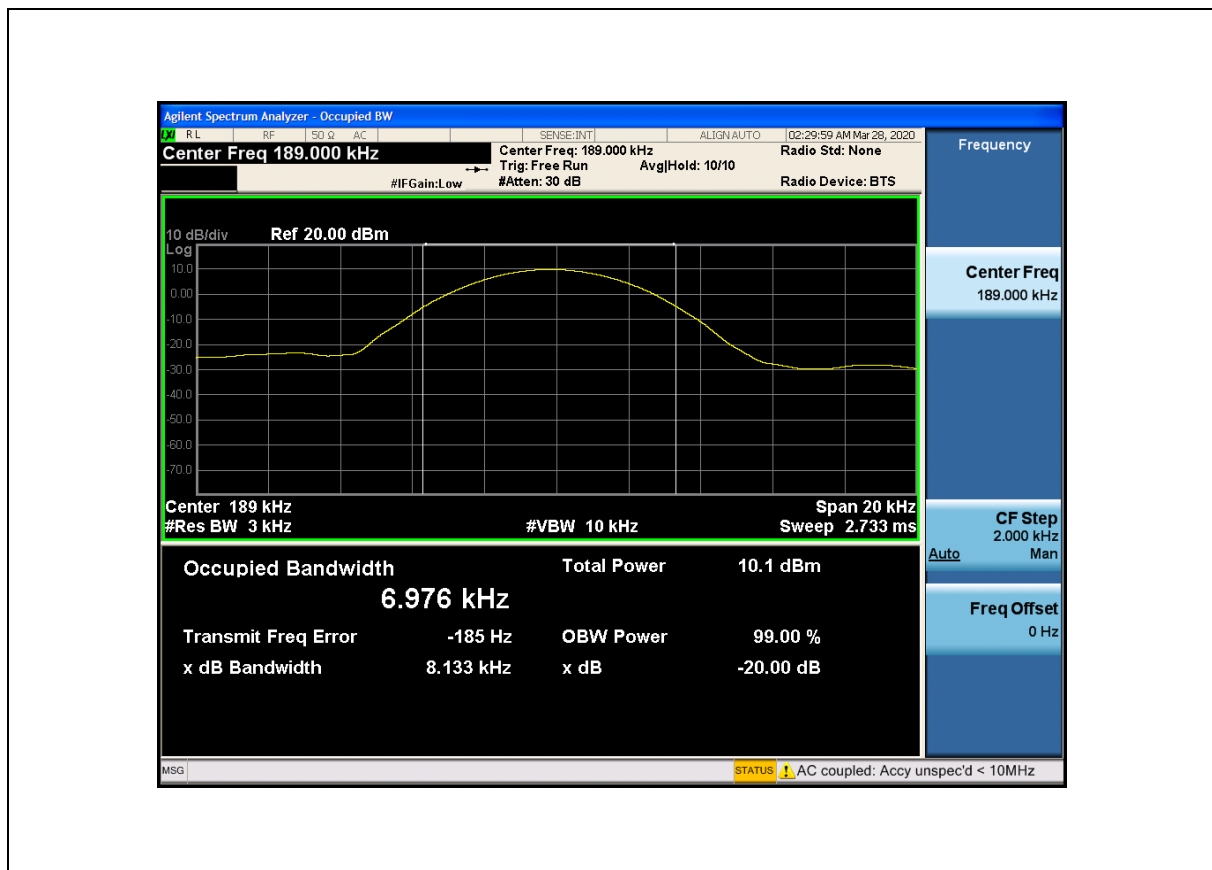 Agilent Spectrum Analyzer - Occupied BW
LXI RL RF 50 Ω AC SENSE:INT ALIGN AUTO 02:29:59 AM Mar 28, 2020
Center Freq 189.000 kHz
Center Freq: 189.000 kHz
Radio Std: None
Trig: Free Run Avg|Hold: 10/10
#IFGain:Low
#Atten: 30 dB
Radio Device: BTS
Frequency
10 dB/div Ref 20.00 dBm
Log
10.0
0.00
-10.0
-20.0
-30.0
-40.0
-50.0
-60.0
-70.0
Center 189 kHz Span 20 kHz
#Res BW 3 kHz #VBW 10 kHz Sweep 2.733 ms
Center Freq
189.000 kHz
CF Step
2.000 kHz
Auto Man
Freq Offset
0 Hz
Occupied Bandwidth Total Power 10.1 dBm
6.976 kHz
Transmit Freq Error -185 Hz OBW Power 99.00 %
x dB Bandwidth 8.133 kHz x dB -20.00 dB
MSG STATUS AC coupled: Accy unspec'd < 10MHz